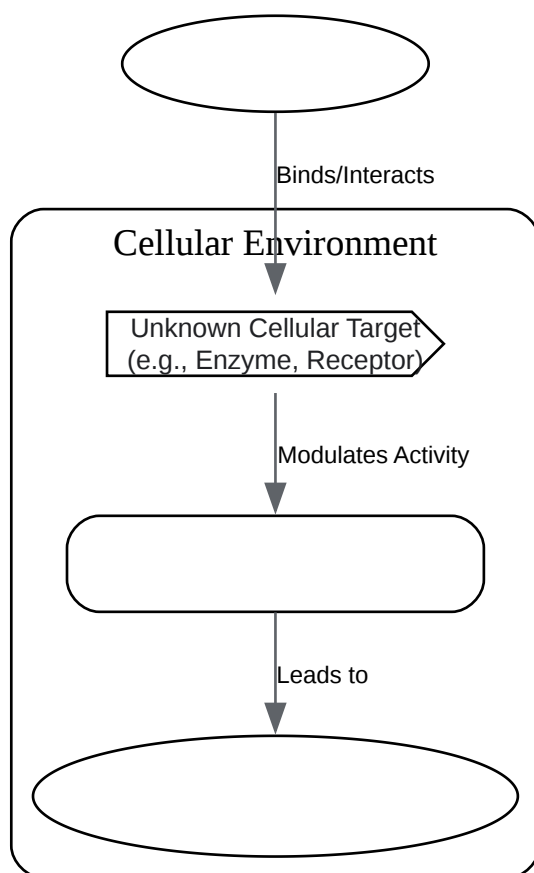 Binds/Interacts
Cellular Environment
Unknown Cellular Target
(e.g., Enzyme, Receptor)
Modulates Activity
Leads to